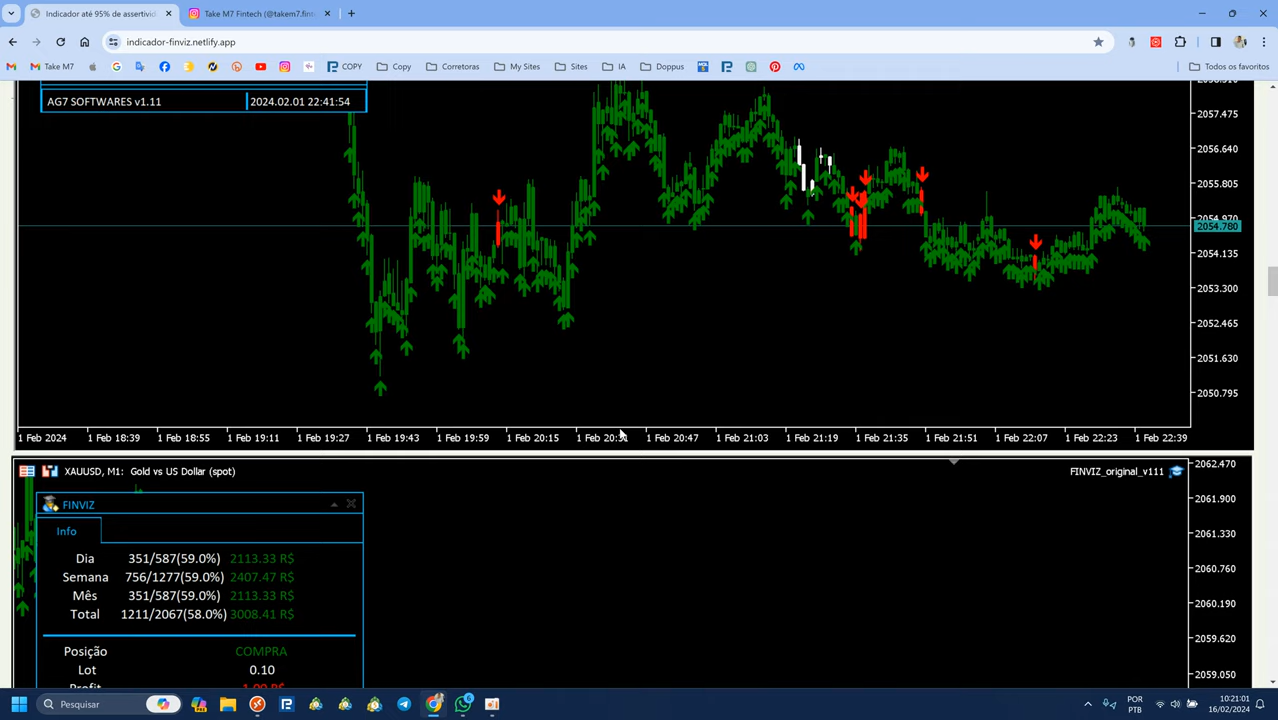 Indicador até 95% de assertivid
Take M7 Fintech (@takem7.fin
indicador-finviz.netlify.app
Take M7
COPY
Copy
Corretoras
My Sites
Sites
IA
Doppus
Todos os favoritos
AG7 SOFTWARES v1.11 2024.02.01 22:41:54
2057.475
2056.640
2055.805
2054.970
2054.780
2054.135
2053.300
2052.465
2051.630
2050.795
1 Feb 2024 1 Feb 18:39 1 Feb 18:55 1 Feb 19:11 1 Feb 19:27 1 Feb 19:43 1 Feb 19:59 1 Feb 20:15 1 Feb 20:31 1 Feb 20:47 1 Feb 21:03 1 Feb 21:19 1 Feb 21:35 1 Feb 21:51 1 Feb 22:07 1 Feb 22:23 1 Feb 22:39
XAUUSD, M1: Gold vs US Dollar (spot)
FINVIZ_original_v111
2062.470
2061.900
2061.330
2060.760
2060.190
2059.620
2059.050
FINVIZ
Info
Dia 351/587(59.0%) 2113.33 R$
Semana 756/1277(59.0%) 2407.47 R$
Mês 351/587(59.0%) 2113.33 R$
Total 1211/2067(58.0%) 3008.41 R$
Posição COMPRA
Lot 0.10
Pesquisar
6
POR
PTB
10:21:01
16/02/2024